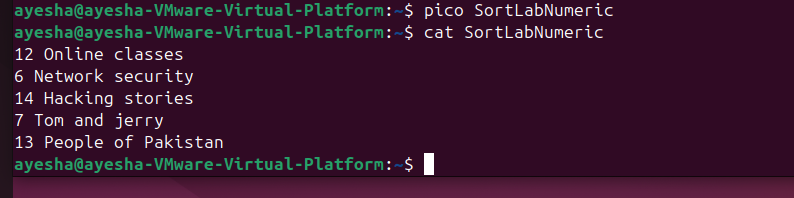 ayesha@ayesha-VMware-Virtual-Platform:~$ pico SortLabNumeric
ayesha@ayesha-VMware-Virtual-Platform:~$ cat SortLabNumeric
12 Online classes
6 Network security
14 Hacking stories
7 Tom and jerry
13 People of Pakistan
ayesha@ayesha-VMware-Virtual-Platform:~$